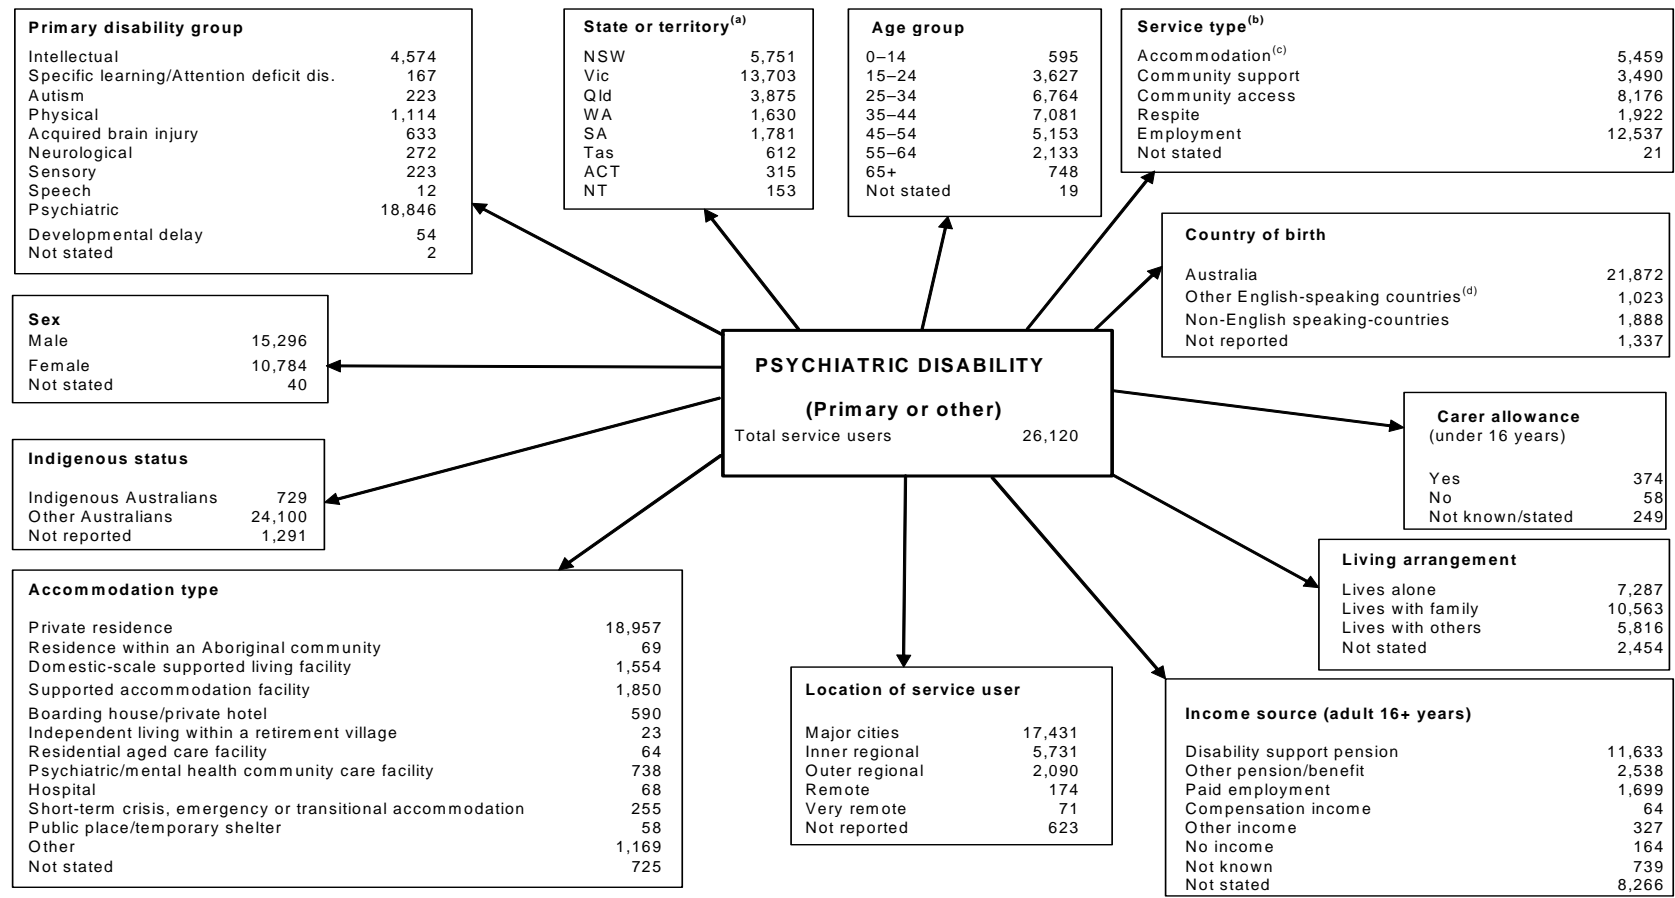 Primary disability group
Intellectual 4,574
Specific learning/Attention deficit dis. 167
Autism 223
Physical 1,114
Acquired brain injury 633
Neurological 272
Sensory 223
Speech 12
Psychiatric 18,846
Developmental delay 54
Not stated 2
State or territory(a)
NSW 5,751
Vic 13,703
Qld 3,875
WA 1,630
SA 1,781
Tas 612
ACT 315
NT 153
Age group
0–14 595
15–24 3,627
25–34 6,764
35–44 7,081
45–54 5,153
55–64 2,133
65+ 748
Not stated 19
Service type(b)
Accommodation(c) 5,459
Community support 3,490
Community access 8,176
Respite 1,922
Employment 12,537
Not stated 21
Country of birth
Australia 21,872
Other English-speaking countries(d) 1,023
Non-English speaking-countries 1,888
Not reported 1,337
Sex
Male 15,296
Female 10,784
Not stated 40
PSYCHIATRIC DISABILITY
(Primary or other)
Total service users 26,120
Carer allowance
(under 16 years)
Yes 374
No 58
Not known/stated 249
Indigenous status
Indigenous Australians 729
Other Australians 24,100
Not reported 1,291
Living arrangement
Lives alone 7,287
Lives with family 10,563
Lives with others 5,816
Not stated 2,454
Accommodation type
Private residence 18,957
Residence within an Aboriginal community 69
Domestic-scale supported living facility 1,554
Supported accommodation facility 1,850
Boarding house/private hotel 590
Independent living within a retirement village 23
Residential aged care facility 64
Psychiatric/mental health community care facility 738
Hospital 68
Short-term crisis, emergency or transitional accommodation 255
Public place/temporary shelter 58
Other 1,169
Not stated 725
Location of service user
Major cities 17,431
Inner regional 5,731
Outer regional 2,090
Remote 174
Very remote 71
Not reported 623
Income source (adult 16+ years)
Disability support pension 11,633
Other pension/benefit 2,538
Paid employment 1,699
Compensation income 64
Other income 327
No income 164
Not known 739
Not stated 8,266